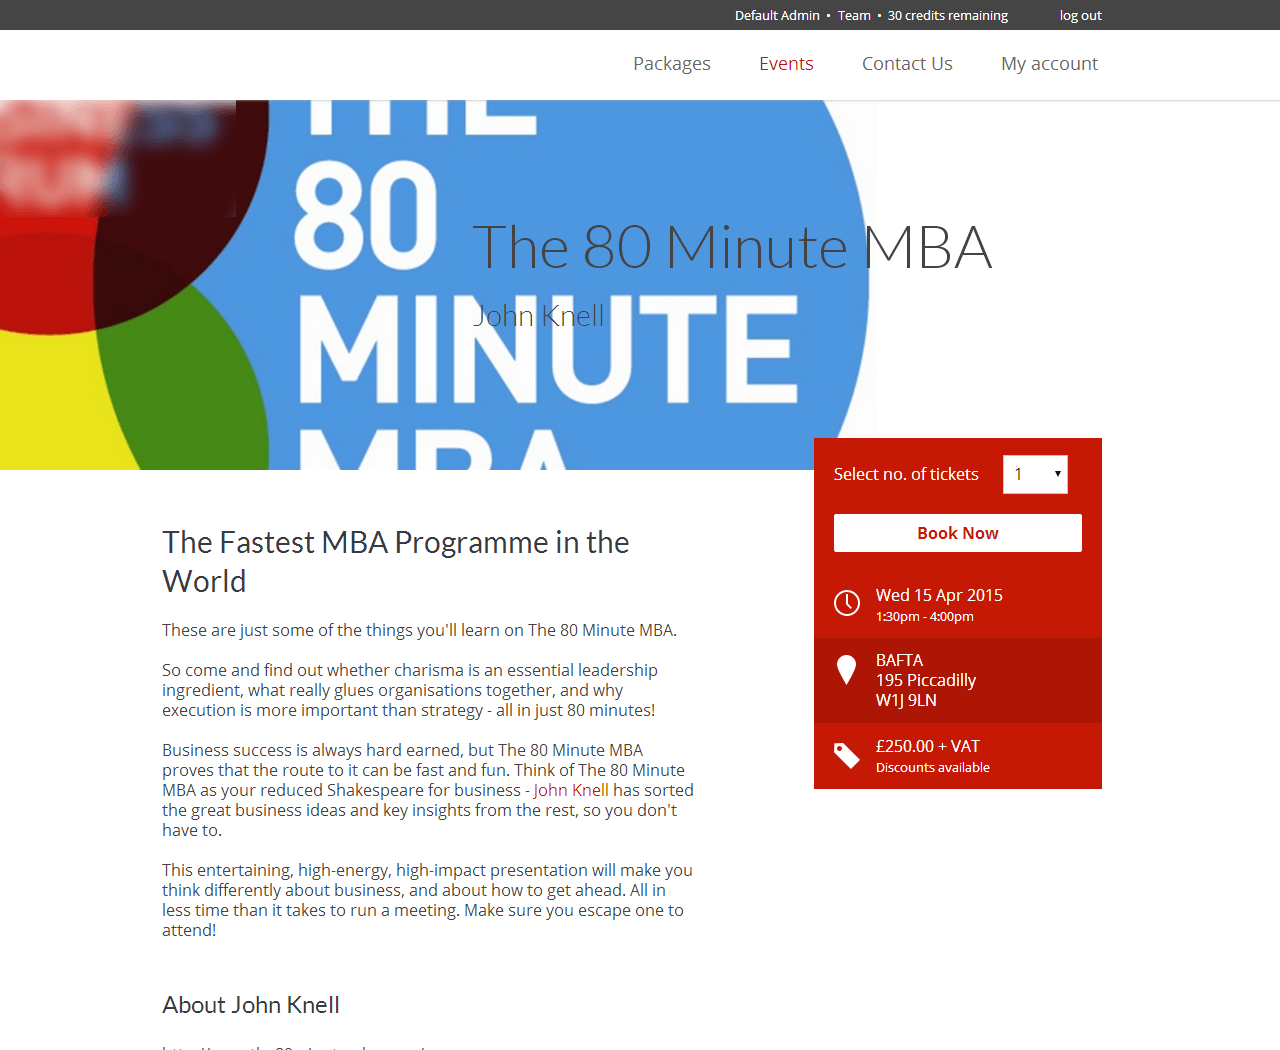 Default Admin • Team • 30 credits remaining log out
Packages Events Contact Us My account
THE
80
MINUTE
MBA
The 80 Minute MBA
John Knell
Select no. of tickets 1
Book Now
Wed 15 Apr 2015
1:30pm - 4:00pm
BAFTA
195 Piccadilly
W1J 9LN
£250.00 + VAT
Discounts available
The Fastest MBA Programme in the
World
These are just some of the things you'll learn on The 80 Minute MBA.
So come and find out whether charisma is an essential leadership
ingredient, what really glues organisations together, and why
execution is more important than strategy - all in just 80 minutes!
Business success is always hard earned, but The 80 Minute MBA
proves that the route to it can be fast and fun. Think of The 80 Minute
MBA as your reduced Shakespeare for business - John Knell has sorted
the great business ideas and key insights from the rest, so you don't
have to.
This entertaining, high-energy, high-impact presentation will make you
think differently about business, and about how to get ahead. All in
less time than it takes to run a meeting. Make sure you escape one to
attend!
About John Knell